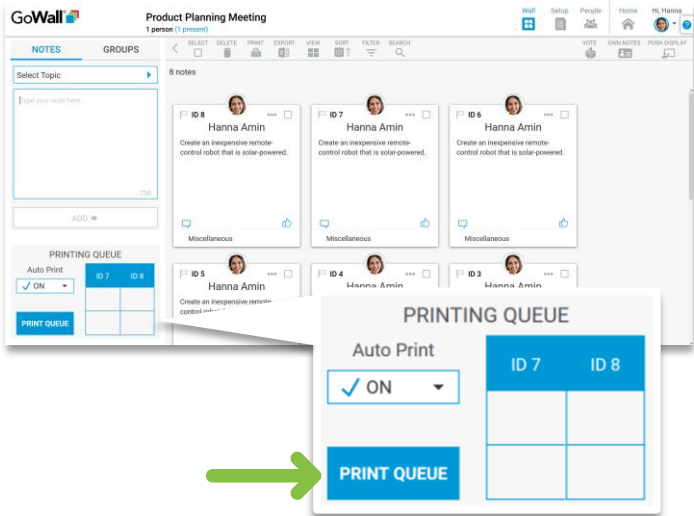 GoWall
Product Planning Meeting
1 person (1 present)
Wall
Setup
People
Home
Hi, Hanna
?
NOTES
GROUPS
SELECT
DELETE
PRINT
EXPORT
VIEW
SORT
FILTER
SEARCH
VOTE
OWN NOTES
PUSH DISPLAY
Select Topic
Type your note here...
750
ADD
8 notes
ID 8
Hanna Amin
Create an inexpensive remote-
control robot that is solar-powered.
Miscellaneous
ID 7
Hanna Amin
Create an inexpensive remote-
control robot that is solar-powered.
Miscellaneous
ID 6
Hanna Amin
Create an inexpensive remote-
control robot that is solar-powered.
Miscellaneous
ID 5
Hanna Amin
Create an inexpensive remote-
ID 4
Hanna Amin
ID 3
Hanna Amin
PRINTING QUEUE
Auto Print
ON
PRINT QUEUE
ID 7
ID 8
PRINTING QUEUE
Auto Print
ON
PRINT QUEUE
ID 7
ID 8